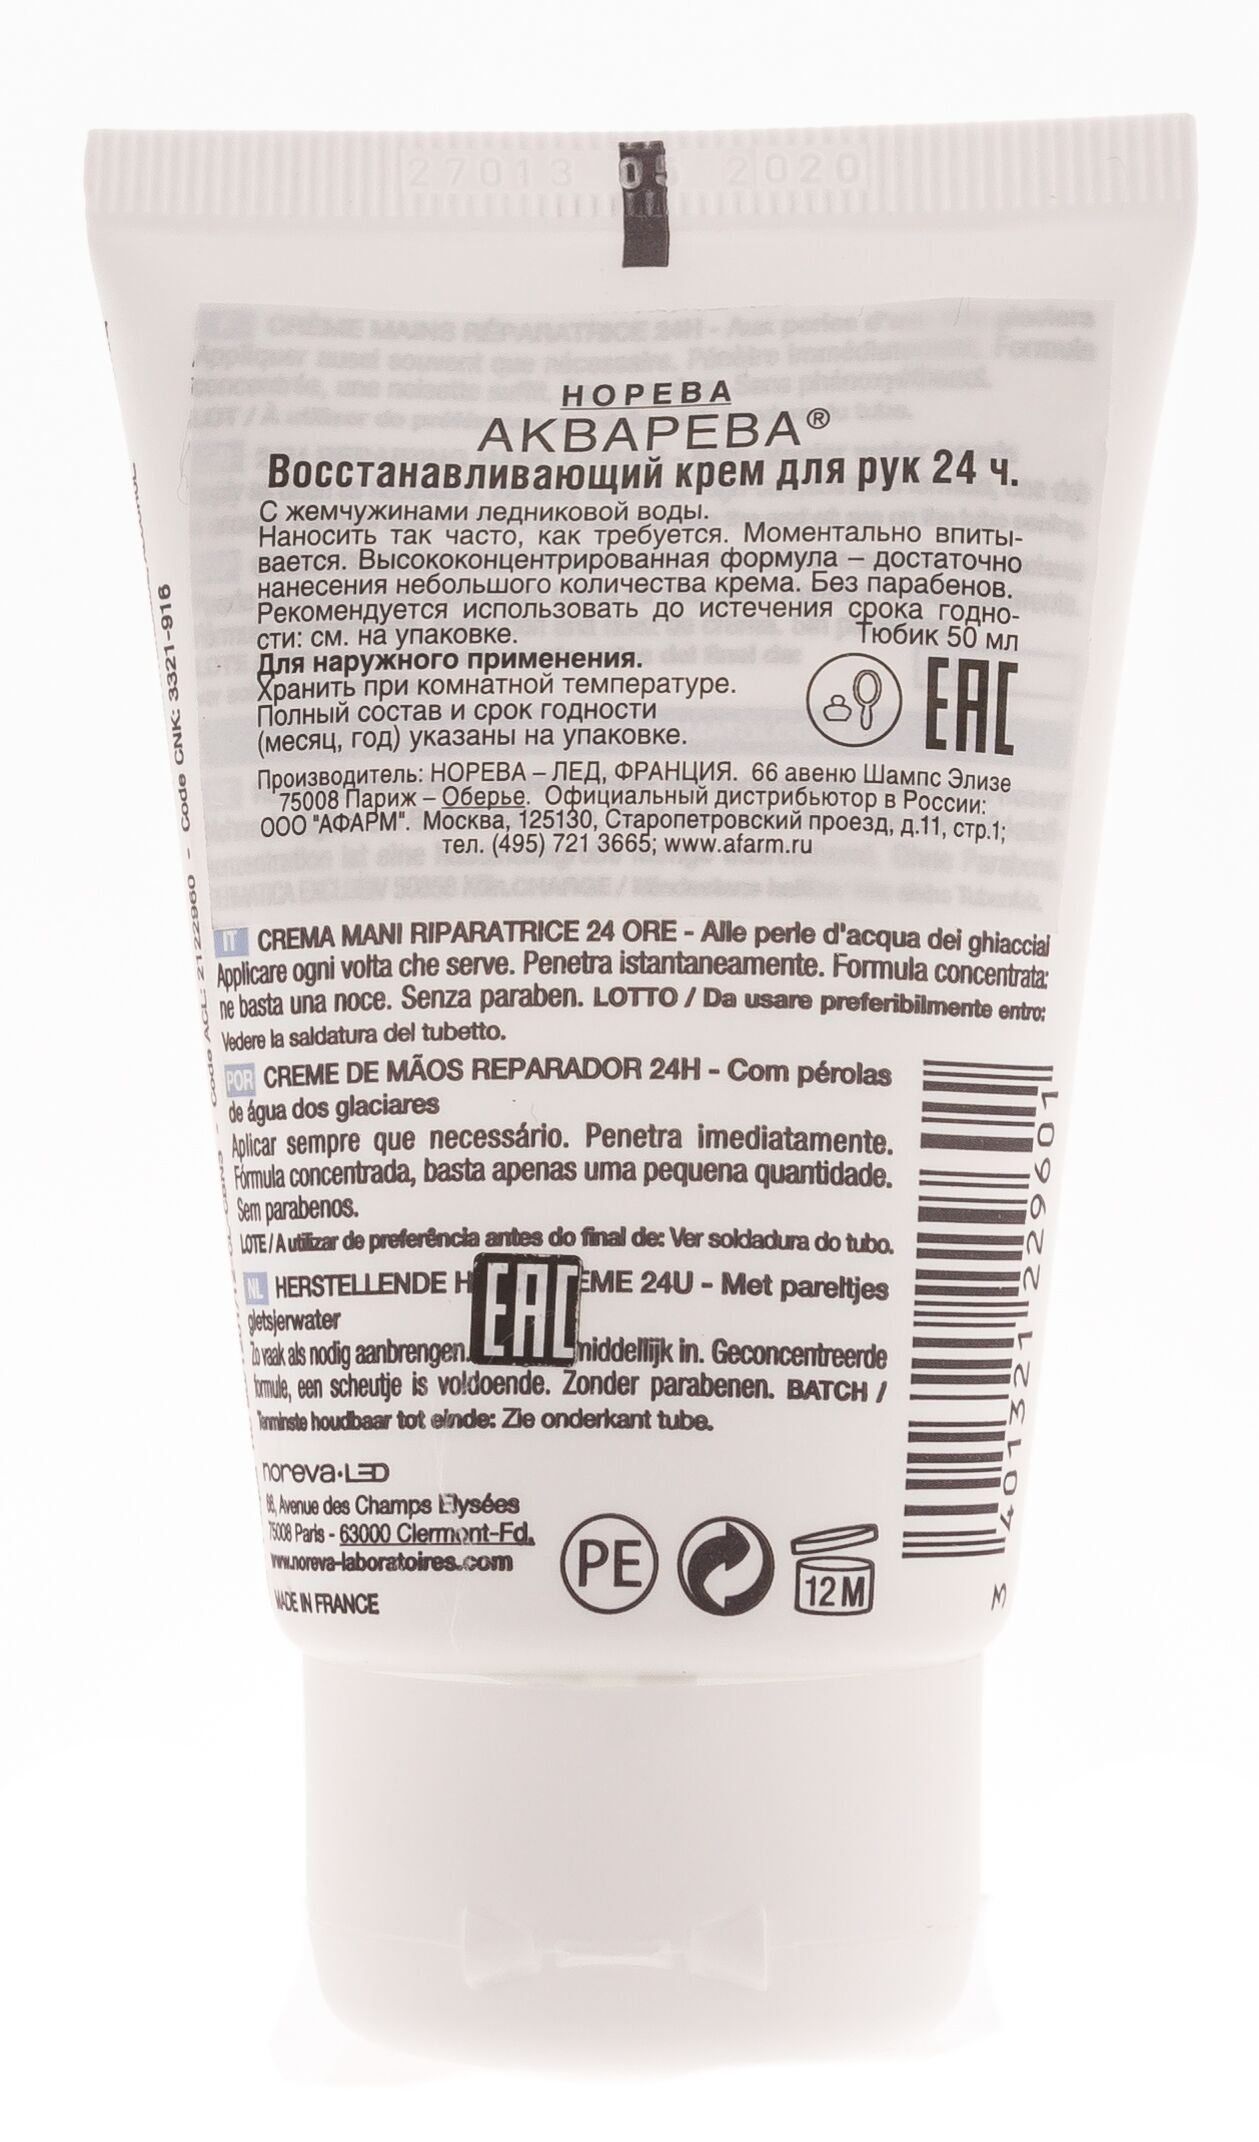 27013 05 2020
НОРЕВА
АКВАРЕВА®
Восстанавливающий крем для рук 24 ч.
С жемчужинами ледниковой воды.
Наносить так часто, как требуется. Моментально впиты-
вается. Высококонцентрированная формула – достаточно
нанесения небольшого количества крема. Без парабенов.
Рекомендуется использовать до истечения срока годно-
сти: см. на упаковке.
Тюбик 50 мл
Для наружного применения.
Хранить при комнатной температуре.
Полный состав и срок годности
(месяц, год) указаны на упаковке.
EAC
Производитель: НОРЕВА – ЛЕД, ФРАНЦИЯ. 66 авеню Шампс Элизе
75008 Париж – Оберье. Официальный дистрибьютор в России:
ООО "АФАРМ". Москва, 125130, Старопетровский проезд, д.11, стр.1;
тел. (495) 721 3665; www.afarm.ru
IT CREMA MANI RIPARATRICE 24 ORE - Alle perle d'acqua dei ghiacciai
Applicare ogni volta che serve. Penetra istantaneamente. Formula concentrata:
ne basta una noce. Senza paraben. LOTTO / Da usare preferibilmente entro:
Vedere la saldatura del tubetto.
POR CREME DE MÃOS REPARADOR 24H - Com pérolas
de água dos glaciares
Aplicar sempre que necessário. Penetra imediatamente.
Fórmula concentrada, basta apenas uma pequena quantidade.
Sem parabenos.
LOTE / A utilizar de preferência antes do final de: Ver soldadura do tubo.
NL HERSTELLENDE H EME 24U - Met pareltjes
gletsjerwater
Zo vaak als nodig aanbrengen. middellijk in. Geconcentreerde
formule, een scheutje is voldoende. Zonder parabenen. BATCH /
Tenminste houdbaar tot einde: Zie onderkant tube.
EAC
noreva·LED
66, Avenue des Champs Elysées
75008 Paris - 63000 Clermont-Fd.
www.noreva-laboratoires.com
MADE IN FRANCE
PE
12 M
3 401321 229601
Code ACL: 2122960 - Code CNK: 3321-916